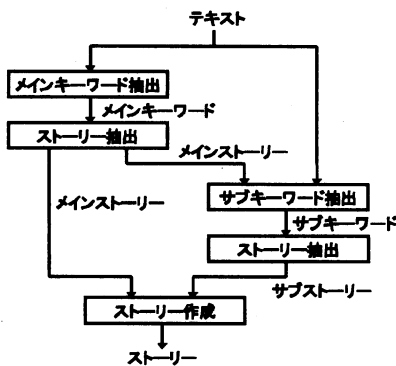 テキスト
メインキーワード抽出
メインキーワード
ストーリー抽出
メインストーリー
メインストーリー
サブキーワード抽出
サブキーワード
ストーリー抽出
サブストーリー
ストーリー作成
ストーリー